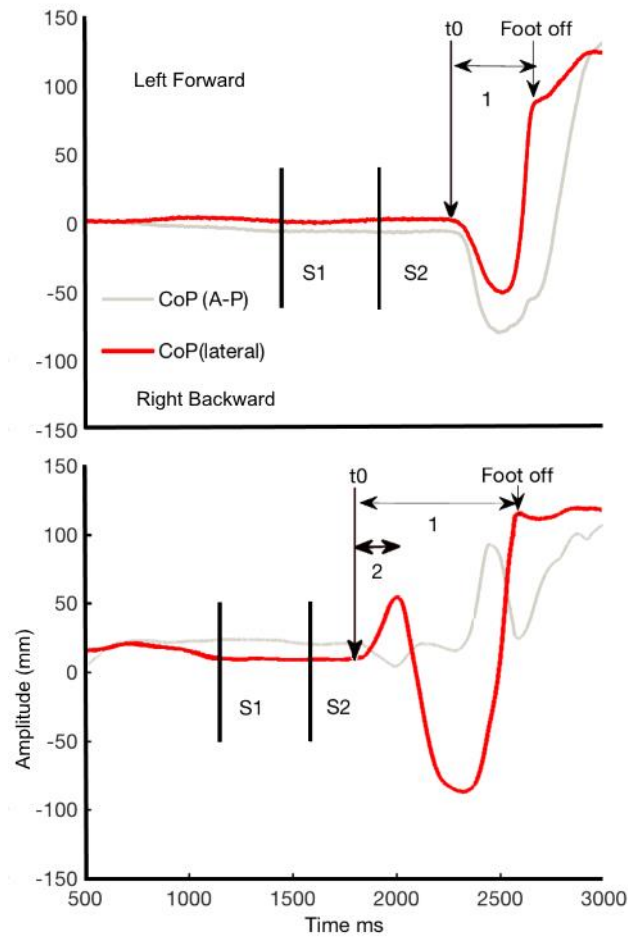 t0 Foot off
150
100
50
0
-50
-100
-150
Left Forward
1
S1 S2
CoP (A-P)
CoP(lateral)
Right Backward
t0 Foot off
150
100
50
0
-50
-100
-150
1
2
S1 S2
Amplitude (mm)
500 1000 1500 2000 2500 3000
Time ms